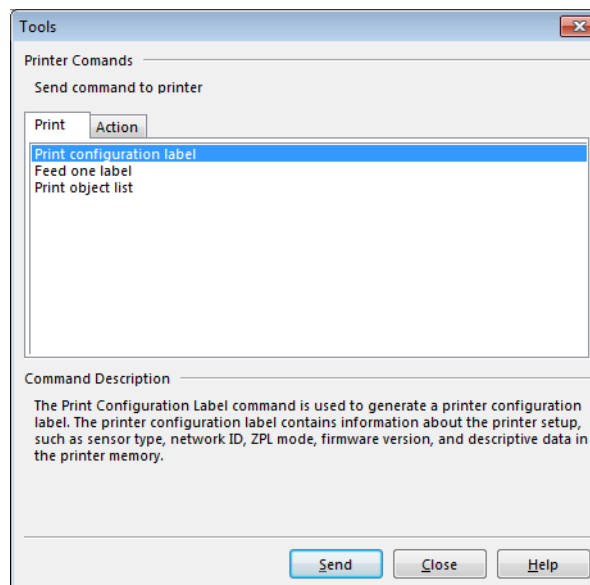 Tools
Printer Comands
Send command to printer
Print
Action
Print configuration label
Feed one label
Print object list
Command Description
The Print Configuration Label command is used to generate a printer configuration
label. The printer configuration label contains information about the printer setup,
such as sensor type, network ID, ZPL mode, firmware version, and descriptive data in
the printer memory.
Send
Close
Help